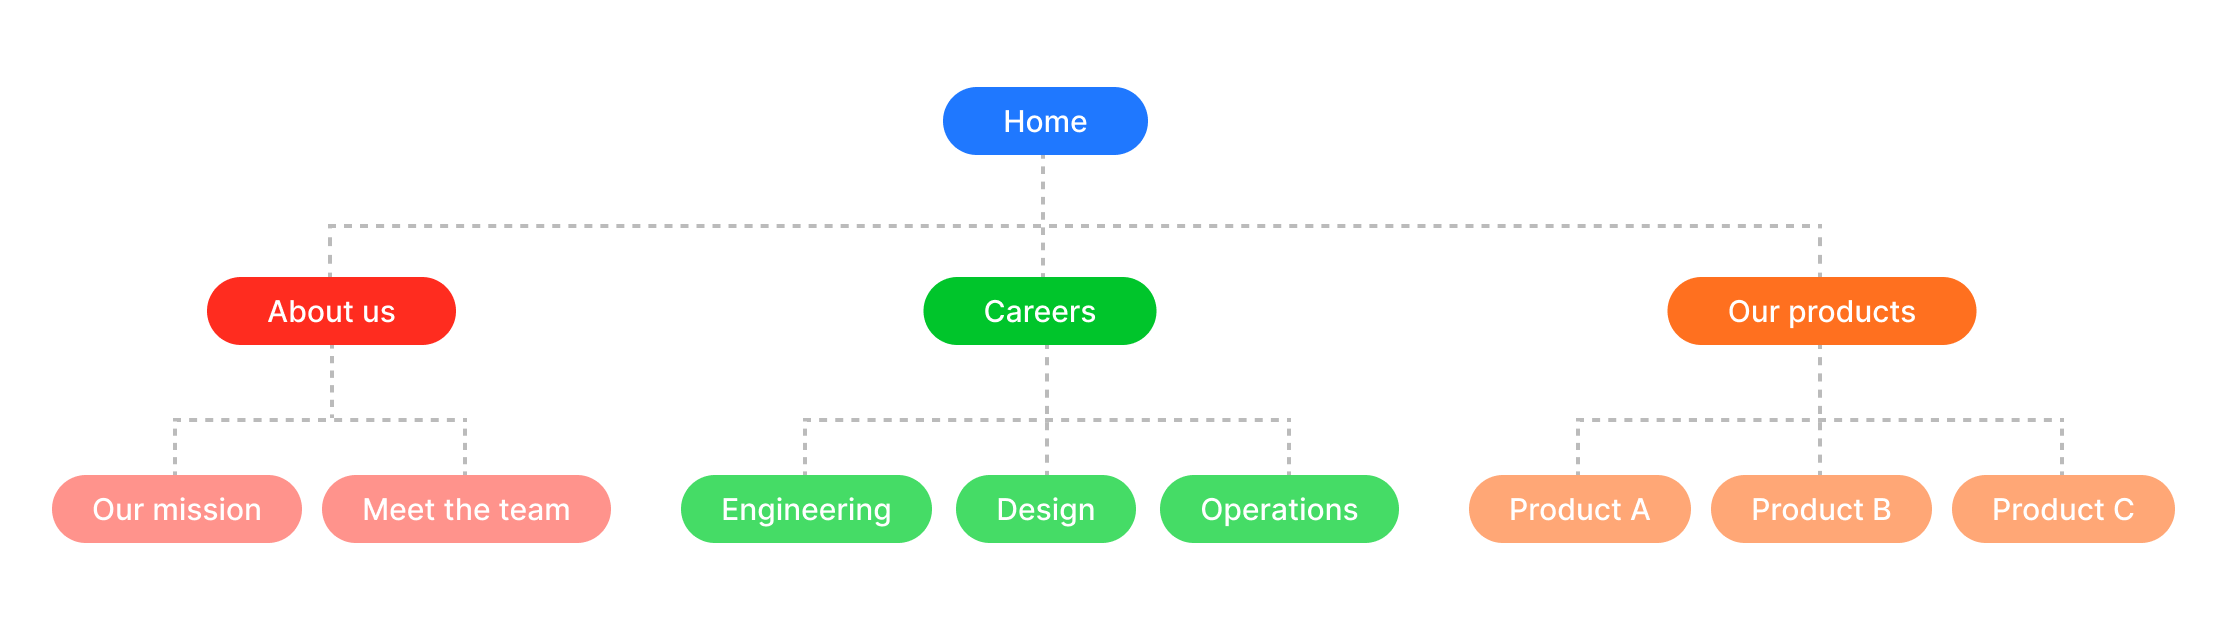 Home
About us
Careers
Our products
Our mission
Meet the team
Engineering
Design
Operations
Product A
Product B
Product C